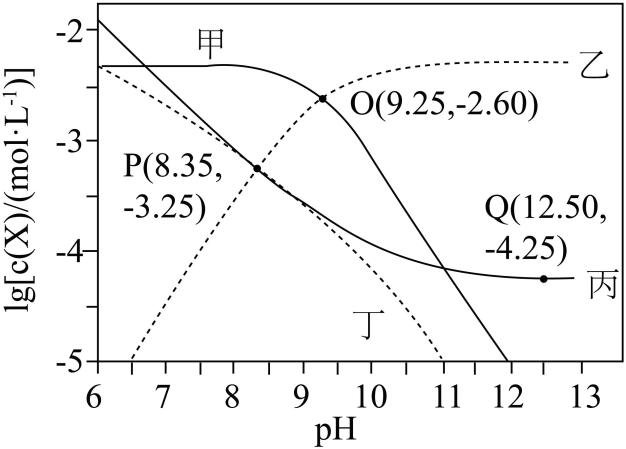 lg[c(X)/(mol·L⁻¹)]
-2
-3
-4
-5
甲
乙
O(9.25,-2.60)
P(8.35,
-3.25)
Q(12.50,
-4.25)
丙
丁
6 7 8 9 10 11 12 13
pH